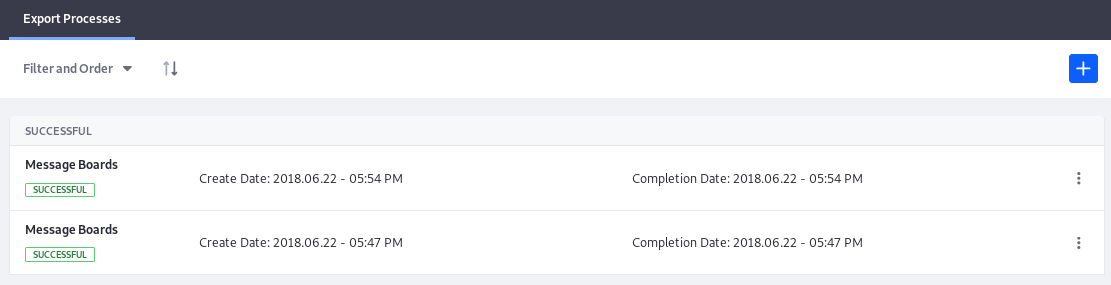 Export Processes
Filter and Order
SUCCESSFUL
Message Boards
SUCCESSFUL
Create Date: 2018.06.22 - 05:54 PM
Completion Date: 2018.06.22 - 05:54 PM
Message Boards
SUCCESSFUL
Create Date: 2018.06.22 - 05:47 PM
Completion Date: 2018.06.22 - 05:47 PM